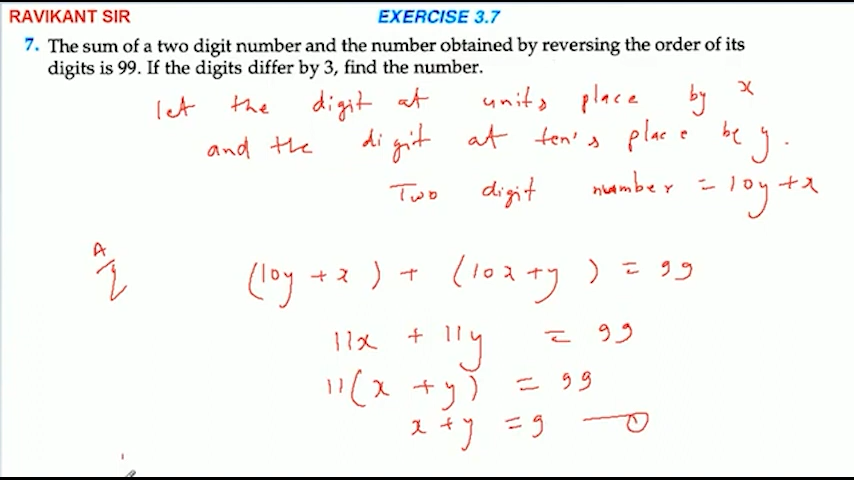 RAVIKANT SIR EXERCISE 3.7
7. The sum of a two digit number and the number obtained by reversing the order of its
digits is 99. If the digits differ by 3, find the number.
let the digit at units place by x
and the digit at ten's place be y.
Two digit number = 10y + x
A
(10y + x) + (10x + y) = 99
11x + 11y = 99
11(x + y) = 99
x + y = 9 — ①